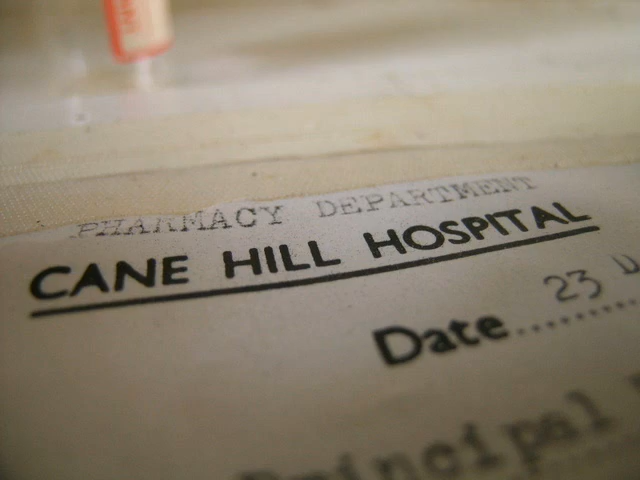 PHARMACY DEPARTMENT
CANE HILL HOSPITAL
Date 23 D
Principal